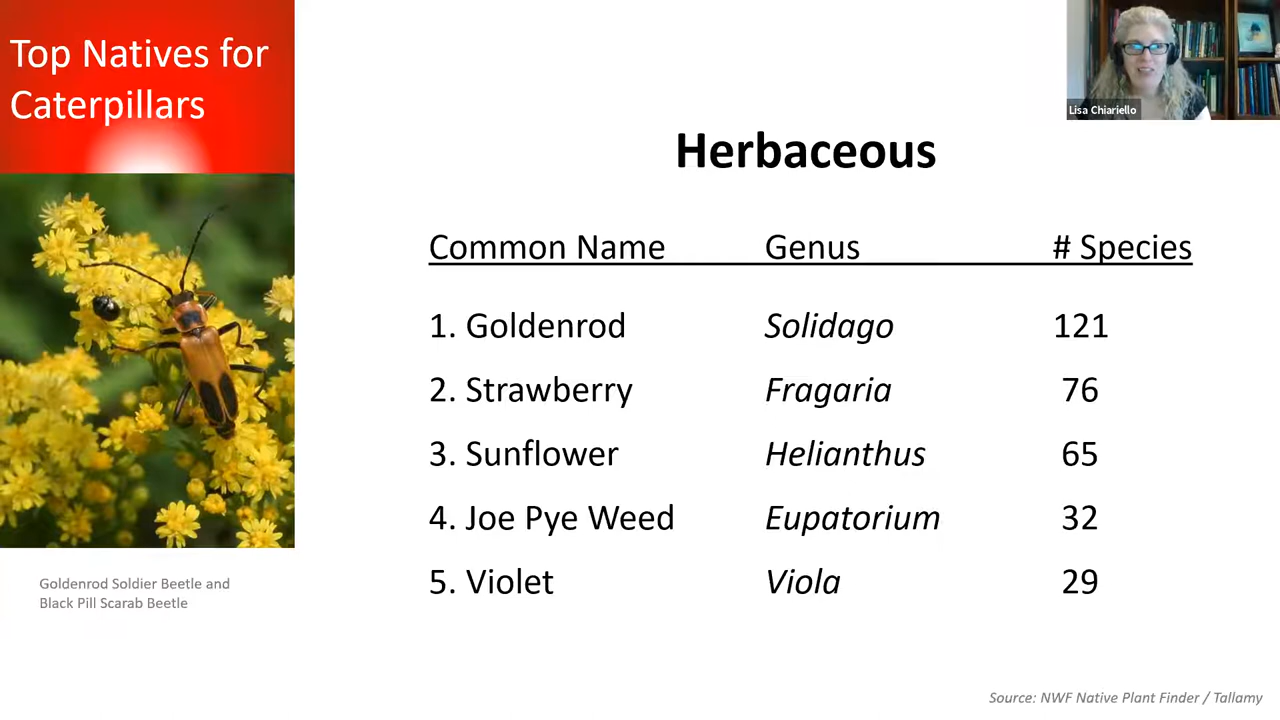 Top Natives for
Caterpillars
Lisa Chiariello
Herbaceous
Common Name Genus # Species
1. Goldenrod Solidago 121
2. Strawberry Fragaria 76
3. Sunflower Helianthus 65
4. Joe Pye Weed Eupatorium 32
5. Violet Viola 29
Goldenrod Soldier Beetle and
Black Pill Scarab Beetle
Source: NWF Native Plant Finder / Tallamy